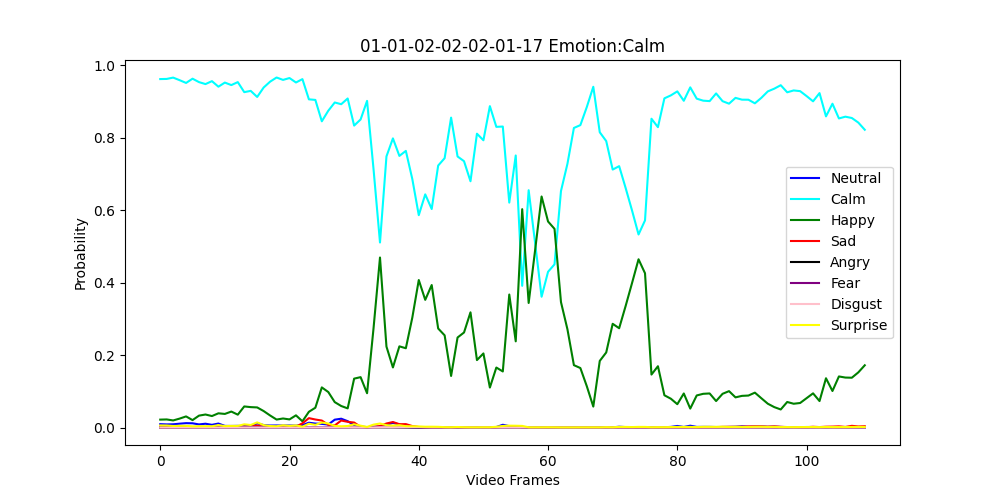 01-01-02-02-02-01-17 Emotion:Calm
1.0
0.8
0.6
0.4
0.2
0.0
Probability
Neutral
Calm
Happy
Sad
Angry
Fear
Disgust
Surprise
0 20 40 60 80 100
Video Frames